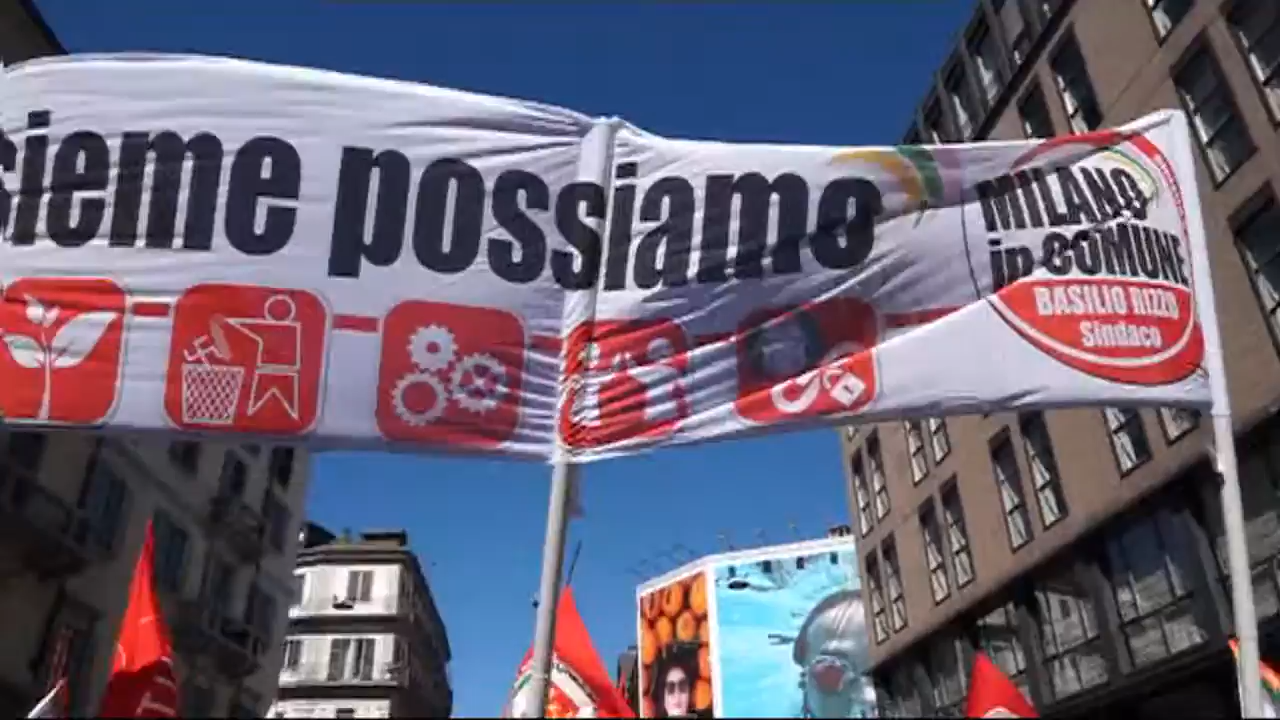 sieme possiamo
MILANO
in COMUNE
BASILIO RIZZO
Sindaco